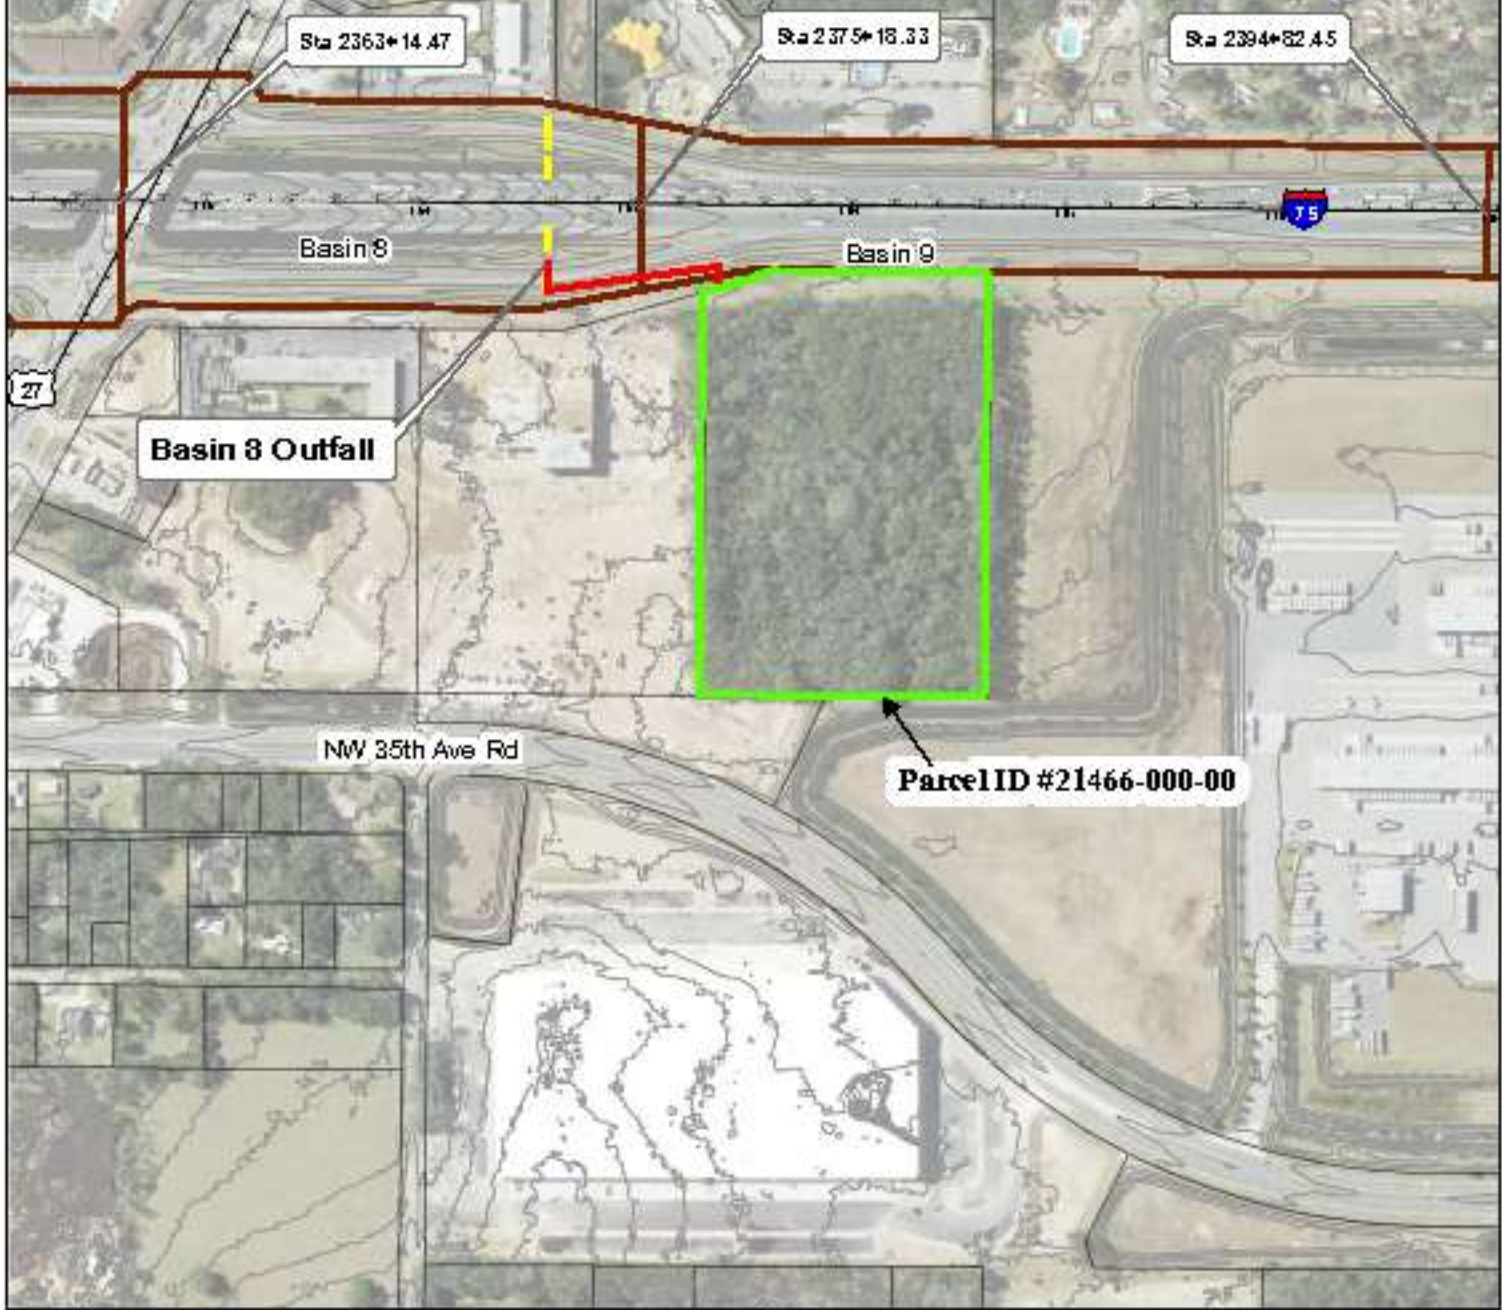 Sta 2363+14.47
Sta 2375+18.33
Sta 2394+82.45
75
Basin 8
Basin 9
27
Basin 8 Outfall
NW 35th Ave Rd
Parcel ID #21466-000-00